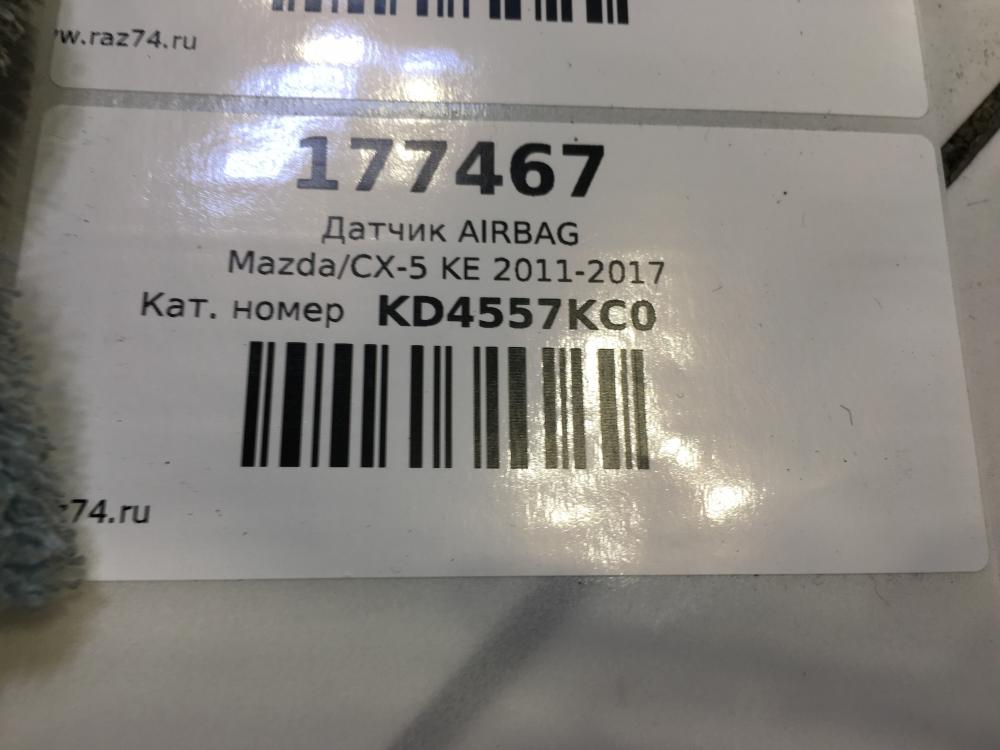 w.raz74.ru
177467
Датчик AIRBAG
Mazda/CX-5 KE 2011-2017
Кат. номер KD4557KC0
z74.ru